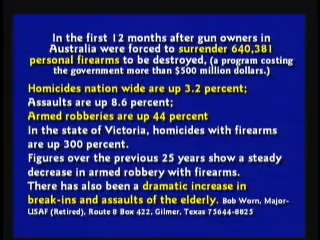 In the first 12 months after gun owners in
Australia were forced to surrender 640,381
personal firearms to be destroyed, (a program costing
the government more than $500 million dollars.)
Homicides nation wide are up 3.2 percent;
Assaults are up 8.6 percent;
Armed robberies are up 44 percent
In the state of Victoria, homicides with firearms
are up 300 percent.
Figures over the previous 25 years show a steady
decrease in armed robbery with firearms.
There has also been a dramatic increase in
break-ins and assaults of the elderly. Bob Worn, Major-
USAF (Retired), Route 8 Box 422, Gilmer, Texas 75644-8825